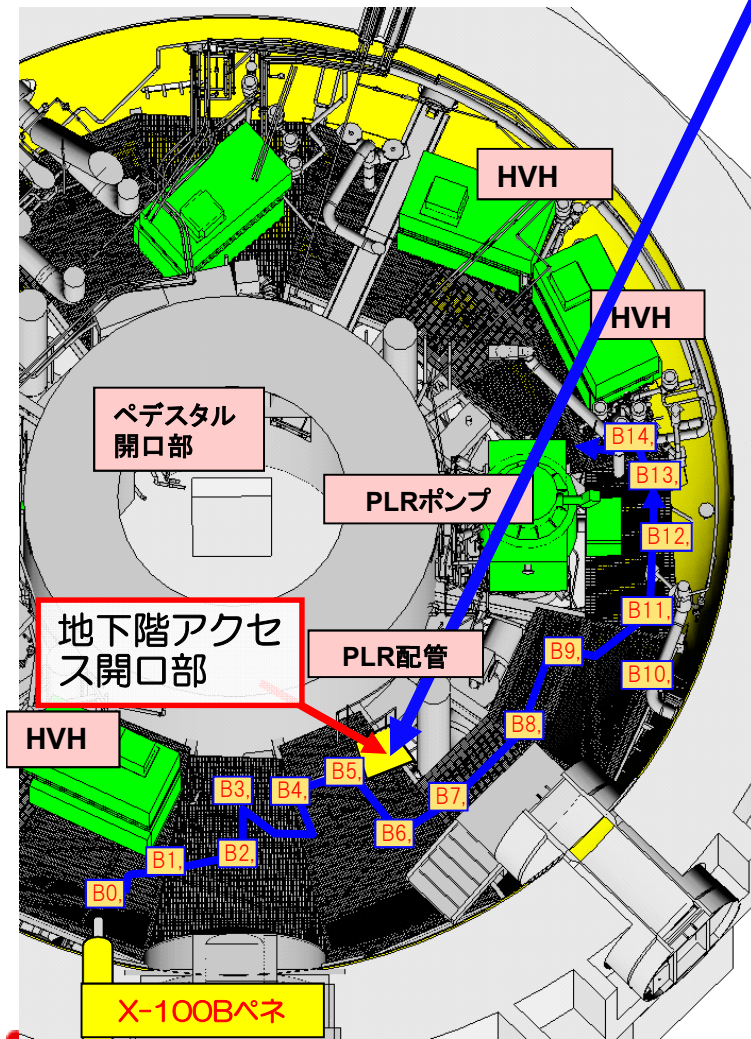 HVH
HVH
ペデスタル
開口部
B14,
B13,
PLRポンプ
B12,
地下階アクセ
ス開口部
B11,
PLR配管
B9,
B10,
HVH
B8,
B5,
B3,
B4,
B7,
B6,
B2,
B1,
B0,
X-100Bペネ